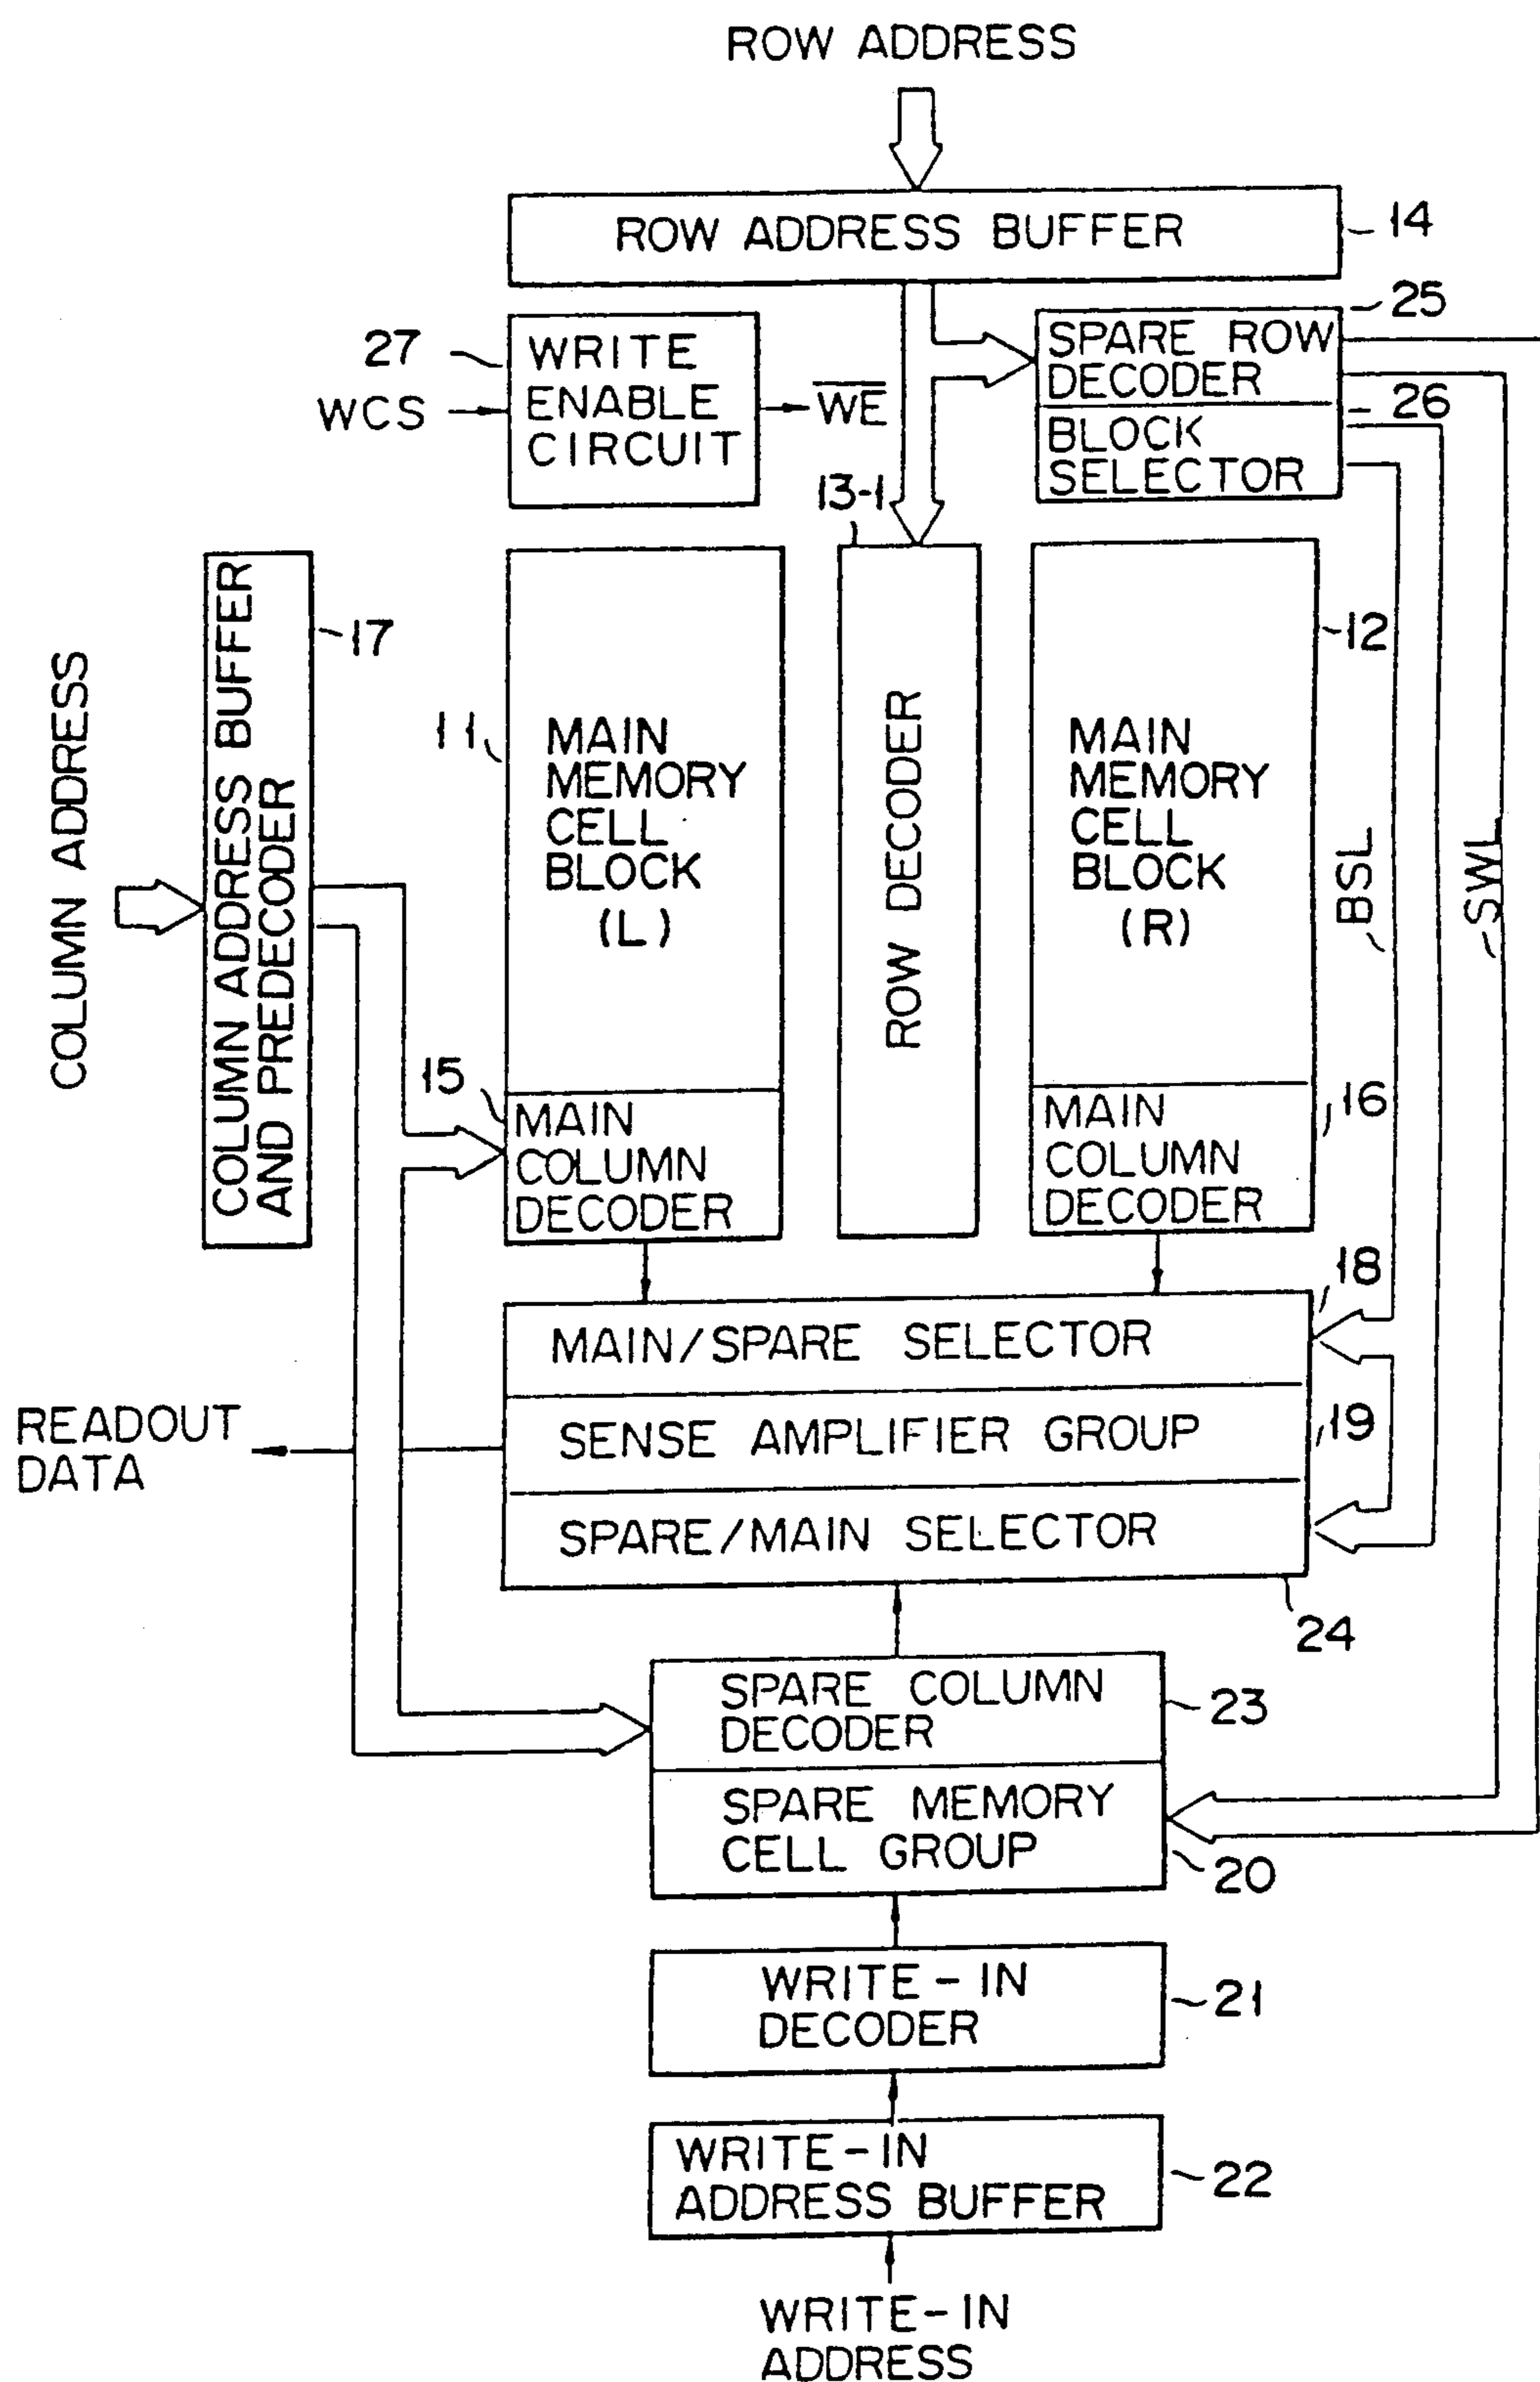 ROW ADDRESS
ROW ADDRESS BUFFER
14
25
27
WRITE
ENABLE
CIRCUIT
WCS
WE
SPARE ROW
DECODER
26
BLOCK
SELECTOR
13-1
COLUMN ADDRESS
COLUMN ADDRESS BUFFER
AND PREDECODER
17
11
MAIN
MEMORY
CELL
BLOCK
(L)
ROW DECODER
12
MAIN
MEMORY
CELL
BLOCK
(R)
BSL
SWL
15
MAIN
COLUMN
DECODER
16
MAIN
COLUMN
DECODER
18
MAIN/SPARE SELECTOR
READOUT
DATA
SENSE AMPLIFIER GROUP
19
SPARE/MAIN SELECTOR
24
SPARE COLUMN
DECODER
23
SPARE MEMORY
CELL GROUP
20
WRITE-IN
DECODER
21
WRITE-IN
ADDRESS BUFFER
22
WRITE-IN
ADDRESS